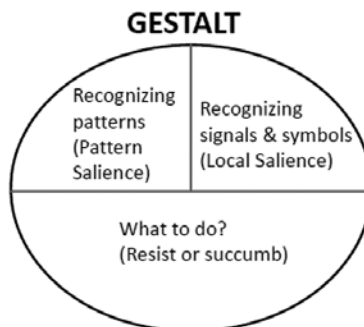 GESTALT
Recognizing
patterns
(Pattern
Salience)
Recognizing
signals & symbols
(Local Salience)
What to do?
(Resist or succumb)